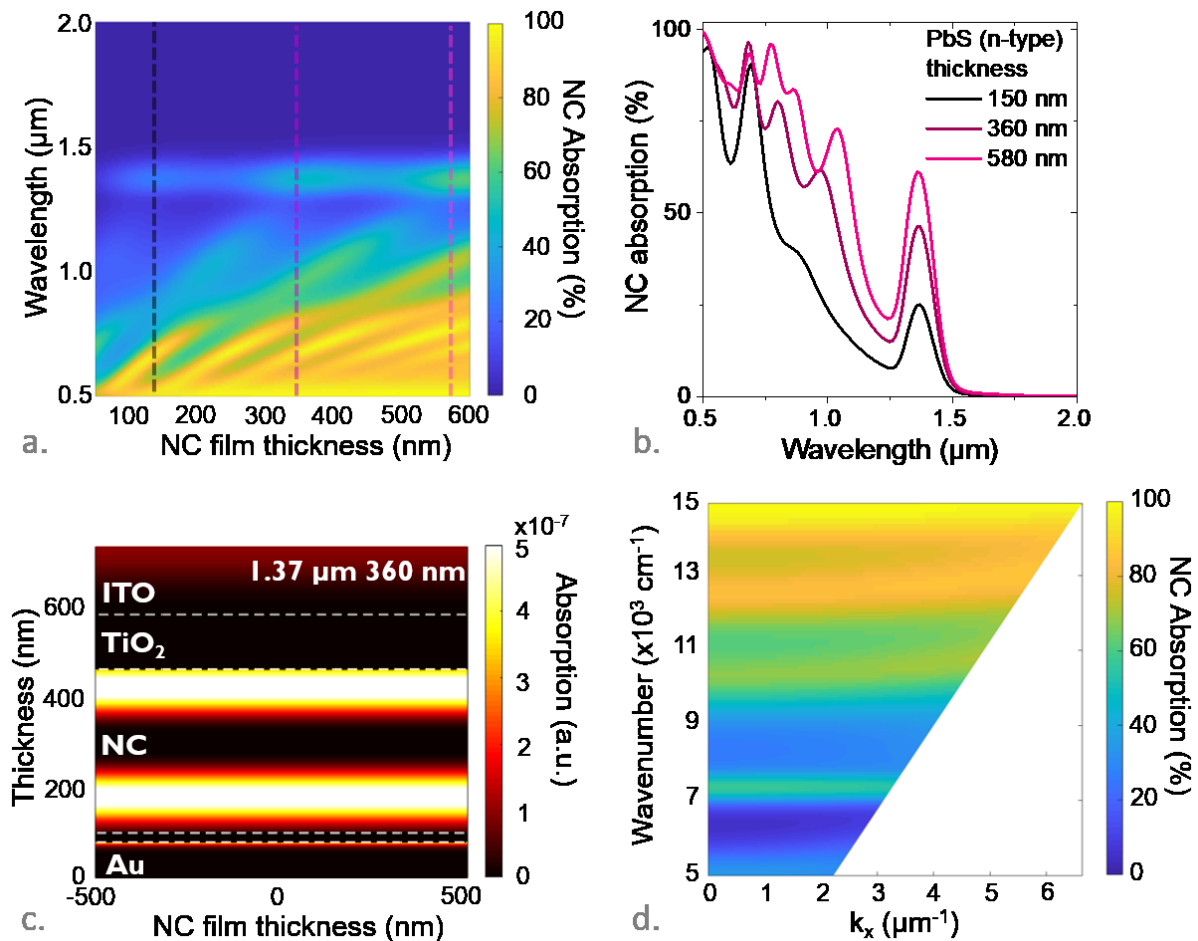 2.0
1.5
1.0
0.5
Wavelength (µm)
100 200 300 400 500 600
NC film thickness (nm)
100
80
60
40
20
0
NC Absorption (%)
a.
100
50
0
NC absorption (%)
0.5 1.0 1.5 2.0
Wavelength (µm)
PbS (n-type)
thickness
150 nm
360 nm
580 nm
b.
1.37 µm 360 nm
ITO
TiO2
NC
Au
600
400
200
0
Thickness (nm)
-500 0 500
NC film thickness (nm)
x10-7
5
4
3
2
1
0
Absorption (a.u.)
c.
15
13
11
9
7
5
Wavenumber (x10³ cm⁻¹)
0 1 2 3 4 5 6
kx (µm⁻¹)
100
80
60
40
20
0
NC Absorption (%)
d.